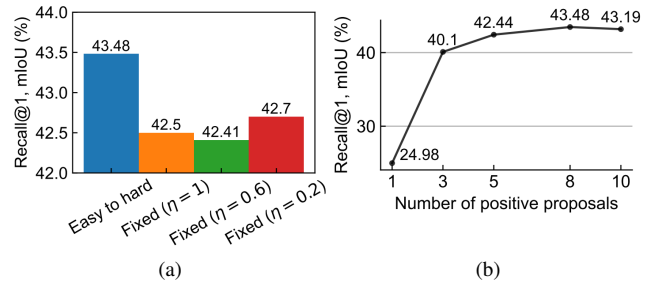 Recall@1, mIoU (%)
44.0
43.5
43.0
42.5
42.0
43.48
42.5
42.41
42.7
Easy to hard
Fixed (η = 1)
Fixed (η = 0.6)
Fixed (η = 0.2)
(a)
Recall@1, mIoU (%)
40
30
24.98
40.1
42.44
43.48
43.19
1 3 5 8 10
Number of positive proposals
(b)